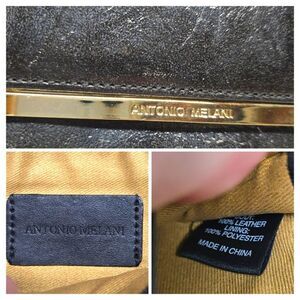 ANTONIO MELANI
ANTONIO MELANI
100% LEATHER
LINING:
100% POLYESTER
MADE IN CHINA